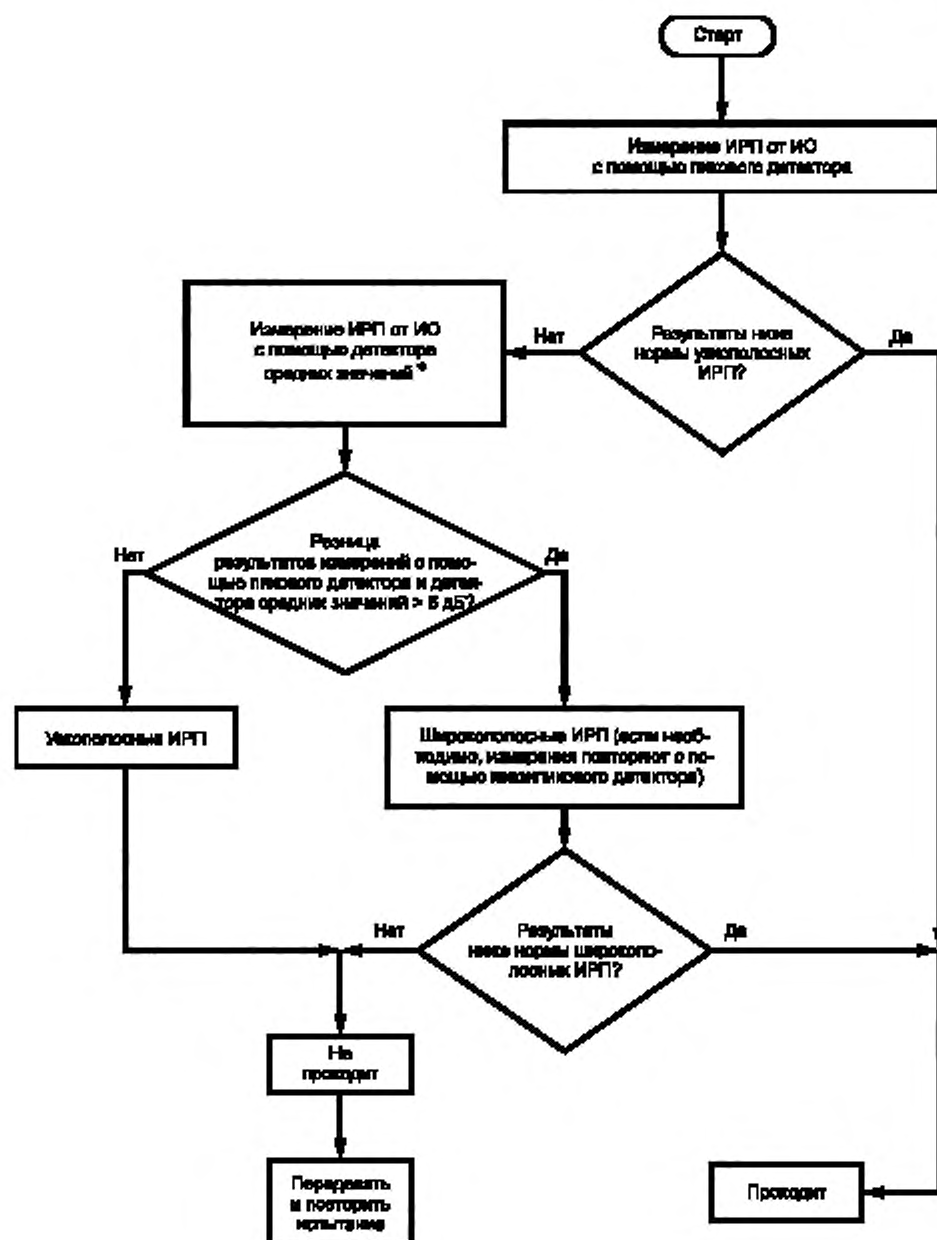 Старт
Измерение ИРП от ИО
с помощью пикового детектора
Результаты ниже
нормы узкополосных
ИРП?
Нет
Да
Измерение ИРП от ИО
с помощью детектора
средних значений *
Разница
результатов измерений с помо-
щью пикового детектора и детек-
тора средних значений > 6 дБ?
Нет
Да
Узкополосные ИРП
Широкополосные ИРП (если необ-
ходимо, измерения повторяют с по-
мощью квазипикового детектора)
Результаты
ниже нормы широкопо-
лосных ИРП?
Нет
Да
Не
проходит
Переделать
и повторить
испытание
Проходит